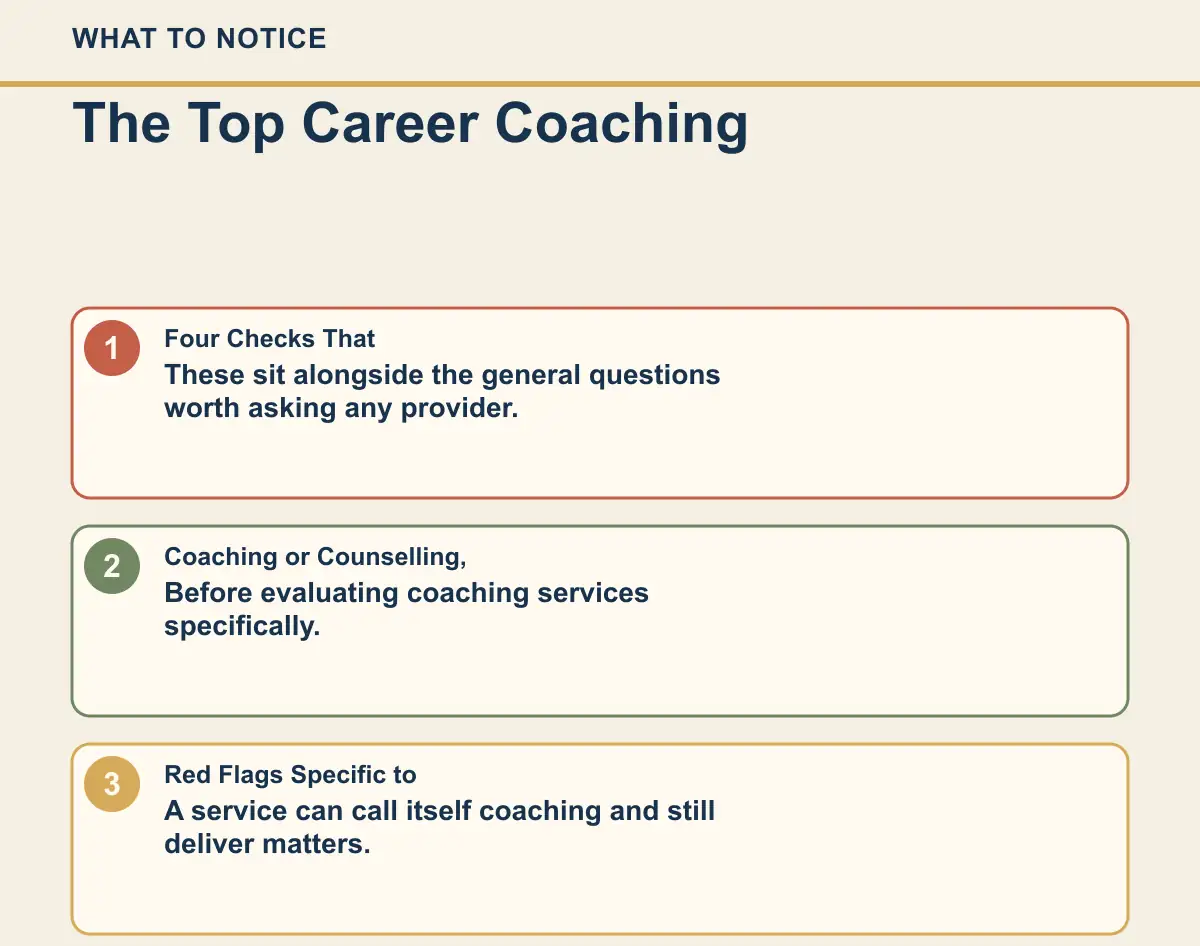 WHAT TO NOTICE
The Top Career Coaching
1
Four Checks That
These sit alongside the general questions
worth asking any provider.
2
Coaching or Counselling,
Before evaluating coaching services
specifically.
3
Red Flags Specific to
A service can call itself coaching and still
deliver matters.